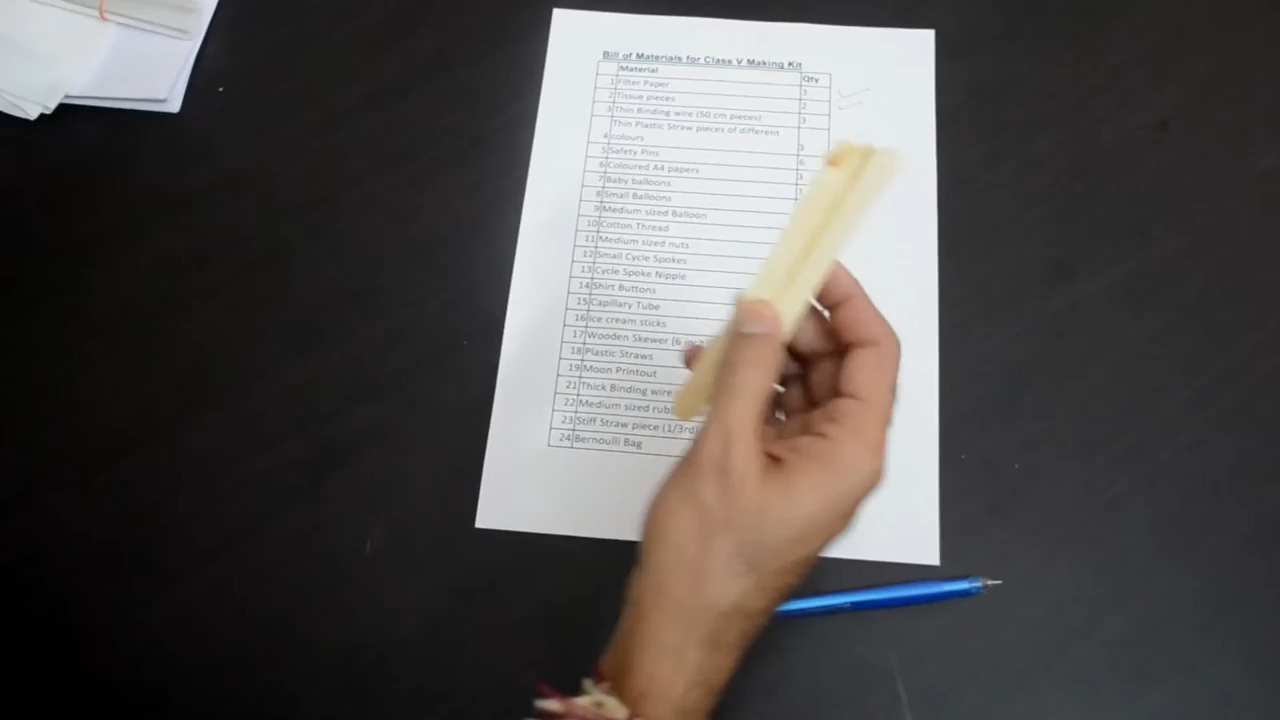 Bill of Materials for Class V Making Kit
Material Qty
1 Filter Paper 3
2 Tissue pieces 2
3 Thin Binding wire (50 cm pieces) 3
Thin Plastic Straw pieces of different
4 colours 3
5 Safety Pins 6
6 Coloured A4 papers 3
7 Baby balloons 1
8 Small Balloons
9 Medium sized Balloon
10 Cotton Thread
11 Medium sized nuts
12 Small Cycle Spokes
13 Cycle Spoke Nipple
14 Shirt Buttons
15 Capillary Tube
16 Ice cream sticks
17 Wooden Skewer (6
18 Plastic Straws
19 Moon Printout
21 Thick Binding wire
22 Medium sized
23 Stiff Straw piece (1/3rd)
24 Bernoulli Bag